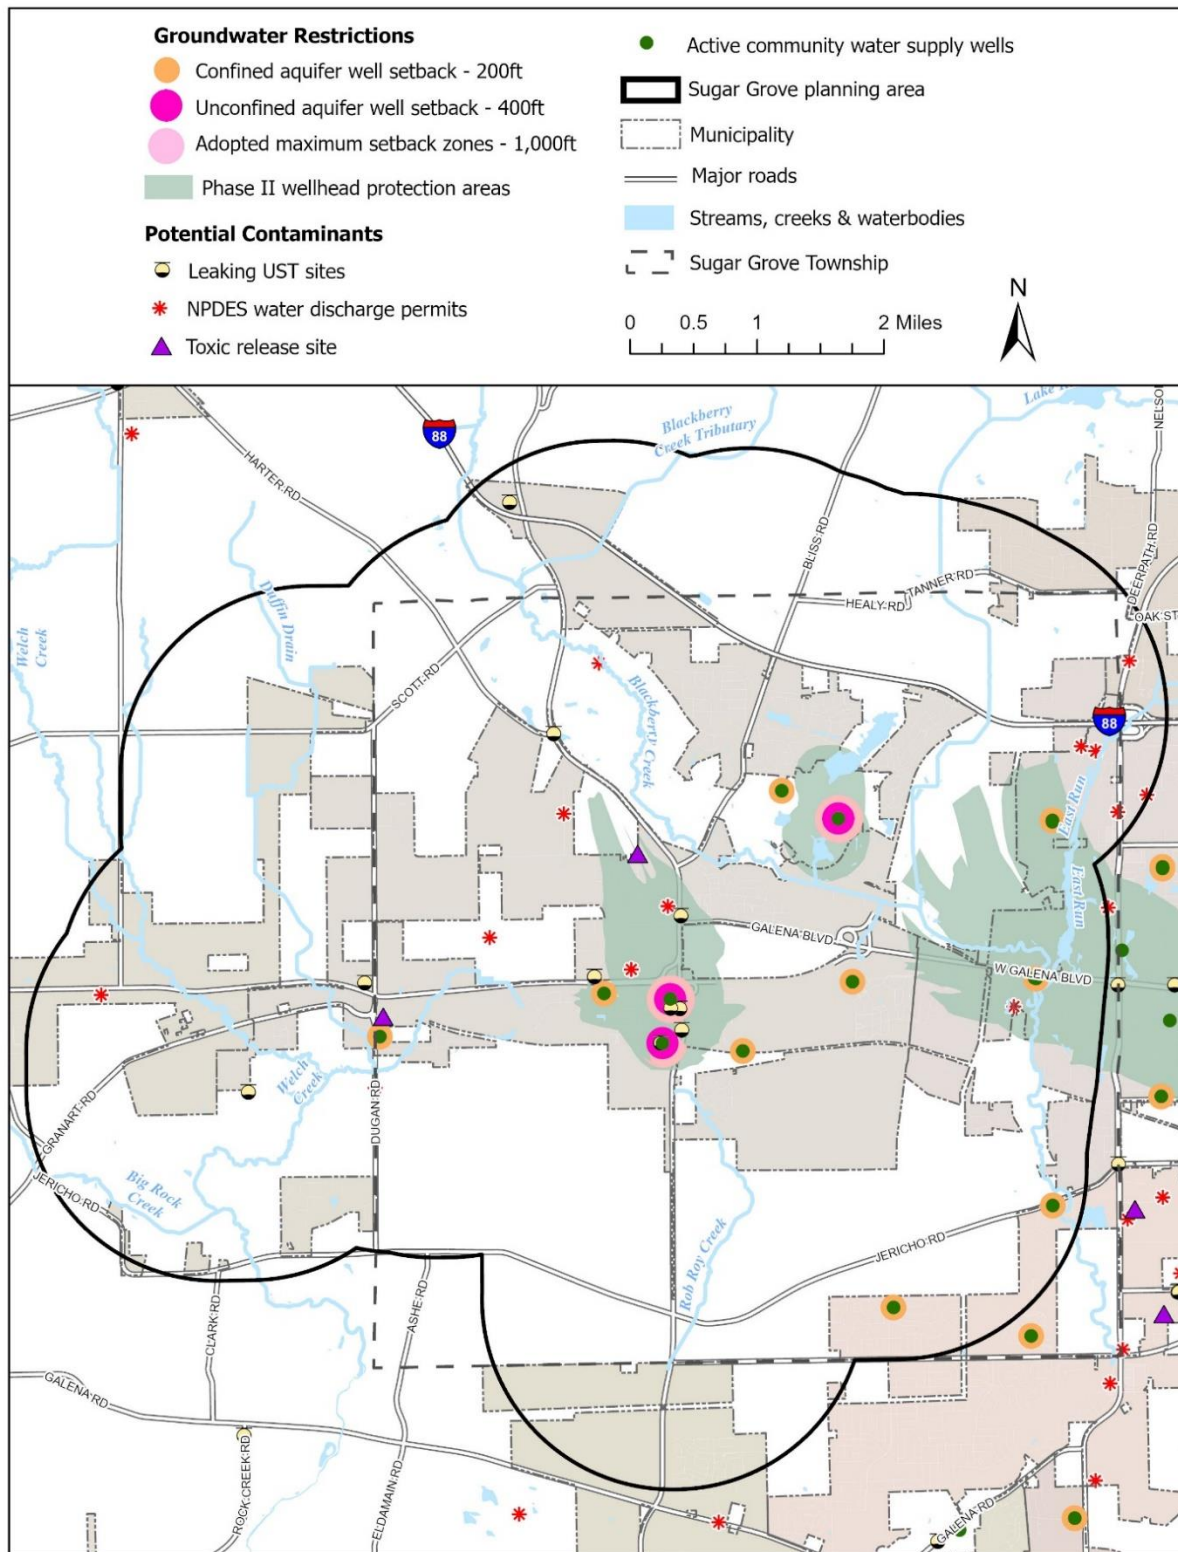 Groundwater Restrictions
Confined aquifer well setback - 200ft
Unconfined aquifer well setback - 400ft
Adopted maximum setback zones - 1,000ft
Phase II wellhead protection areas
Potential Contaminants
Leaking UST sites
NPDES water discharge permits
Toxic release site
Active community water supply wells
Sugar Grove planning area
Municipality
Major roads
Streams, creeks & waterbodies
Sugar Grove Township
0 0.5 1 2 Miles
N
88
Blackberry
Creek Tributary
NELSON
HARTER RD
BLISS RD
DEERPATH RD
TANNER RD
HEALY RD
OAK ST
Duffin Drain
Welch
Creek
SCOTT RD
Blackberry Creek
88
East Run
East Run
GALENA BLVD
W GALENA BLVD
Welch
Creek
GRANART RD
DUGAN RD
JERICHO RD
Big Rock
Creek
Rob Roy Creek
JERICHO RD
CLARK RD
ASHE RD
GALENA RD
ROCK CREEK RD
ELDAMAIN RD
GALENA RD